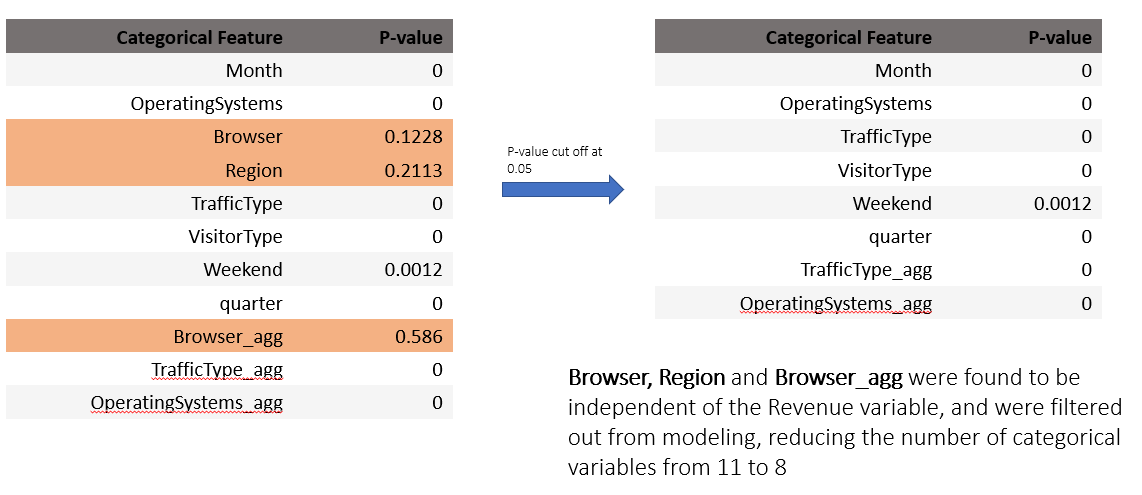 Categorical Feature P-value
Month 0
OperatingSystems 0
Browser 0.1228
Region 0.2113
TrafficType 0
VisitorType 0
Weekend 0.0012
quarter 0
Browser_agg 0.586
TrafficType_agg 0
OperatingSystems_agg 0
P-value cut off at
0.05
Categorical Feature P-value
Month 0
OperatingSystems 0
TrafficType 0
VisitorType 0
Weekend 0.0012
quarter 0
TrafficType_agg 0
OperatingSystems_agg 0
Browser, Region and Browser_agg were found to be
independent of the Revenue variable, and were filtered
out from modeling, reducing the number of categorical
variables from 11 to 8